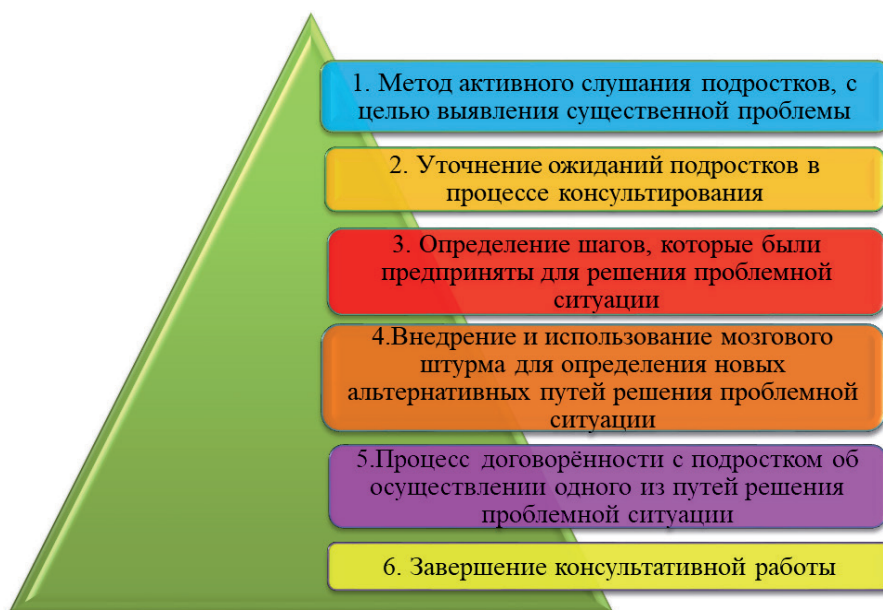 1. Метод активного слушания подростков, с
целью выявления существенной проблемы
2. Уточнение ожиданий подростков в
процессе консультирования
3. Определение шагов, которые были
предприняты для решения проблемной
ситуации
4.Внедрение и использование мозгового
штурма для определения новых
альтернативных путей решения проблемной
ситуации
5.Процесс договорённости с подростком об
осуществлении одного из путей решения
проблемной ситуации
6. Завершение консультативной работы